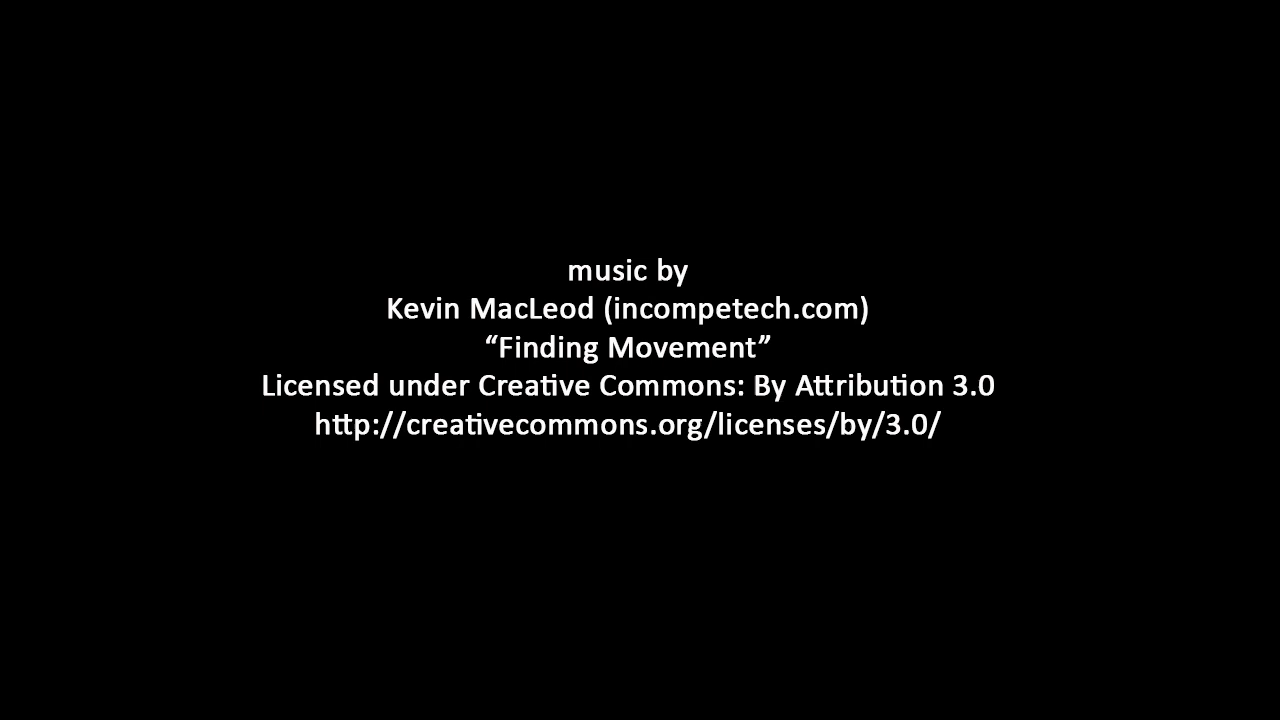 music by
Kevin MacLeod (incompetech.com)
“Finding Movement”
Licensed under Creative Commons: By Attribution 3.0
http://creativecommons.org/licenses/by/3.0/